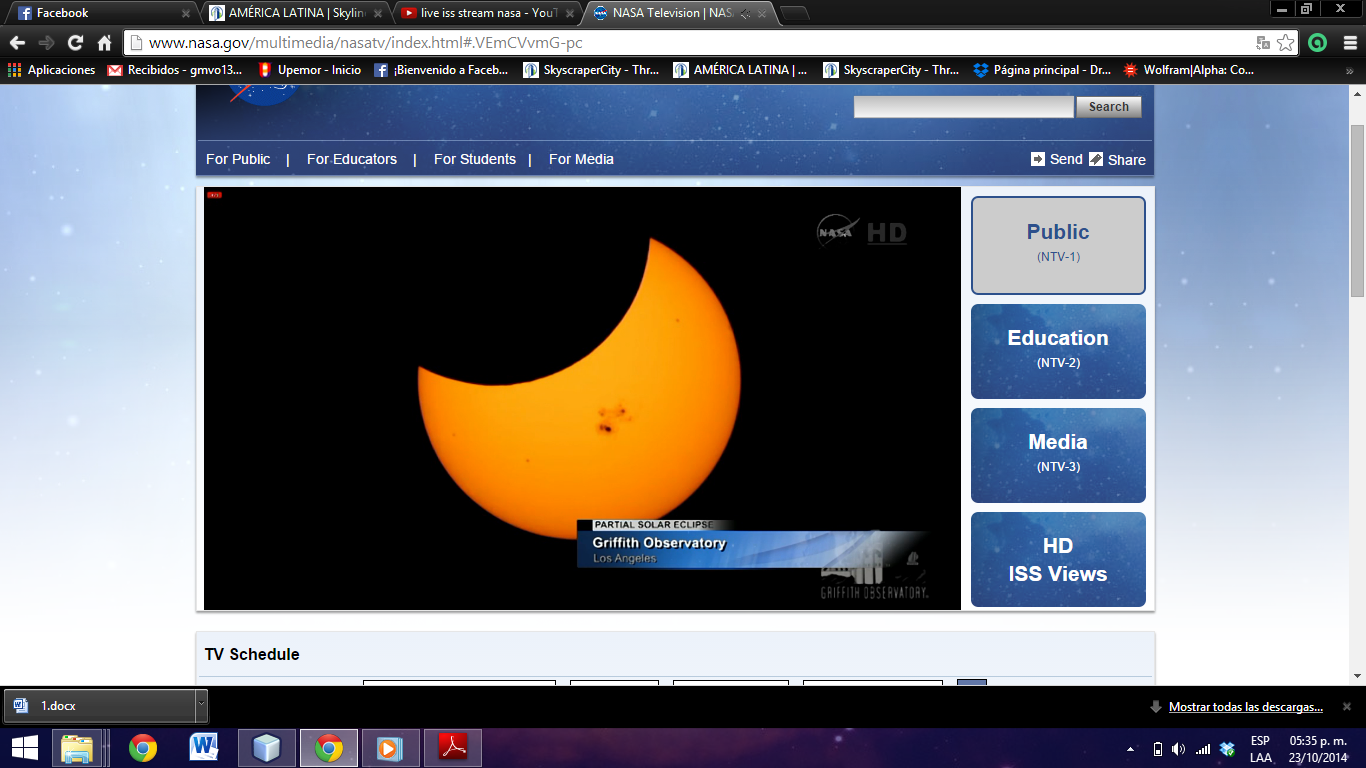 Facebook
AMÉRICA LATINA | Skylin
live iss stream nasa - YouT
NASA Television | NAS
www.nasa.gov/multimedia/nasatv/index.html#.VEmCVvmG-pc
Aplicaciones
Recibidos - gmvo13...
Upemor - Inicio
¡Bienvenido a Faceb...
SkyscraperCity - Thr...
AMÉRICA LATINA | ...
SkyscraperCity - Thr...
Página principal - Dr...
Wolfram|Alpha: Co...
»
Search
For Public | For Educators | For Students | For Media
Send Share
NASA HD
Public
(NTV-1)
Education
(NTV-2)
Media
(NTV-3)
HD
ISS Views
PARTIAL SOLAR ECLIPSE
Griffith Observatory
Los Angeles
GRIFFITH OBSERVATORY
TV Schedule
1.docx
Mostrar todas las descargas...
ESP
LAA
05:35 p. m.
23/10/2014